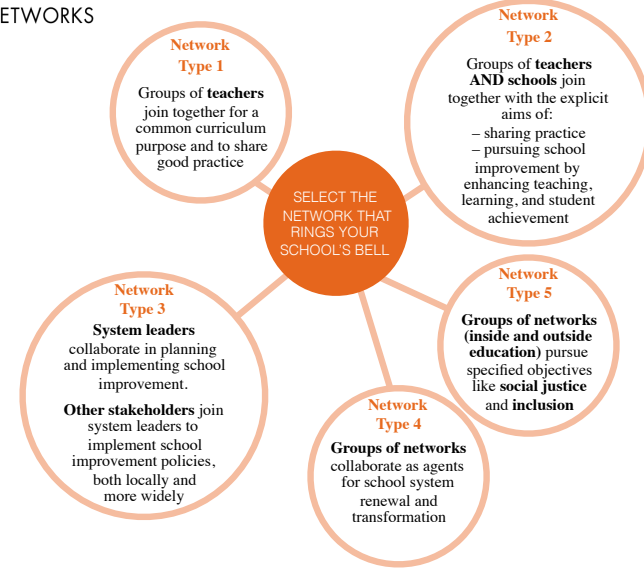 ETWORKS
Network
Type 1
Groups of teachers
join together for a
common curriculum
purpose and to share
good practice
Network
Type 2
Groups of teachers
AND schools join
together with the explicit
aims of:
– sharing practice
– pursuing school
improvement by
enhancing teaching,
learning, and student
achievement
SELECT THE
NETWORK THAT
RINGS YOUR
SCHOOL'S BELL
Network
Type 3
System leaders
collaborate in planning
and implementing school
improvement.
Other stakeholders join
system leaders to
implement school
improvement policies,
both locally and
more widely
Network
Type 4
Groups of networks
collaborate as agents
for school system
renewal and
transformation
Network
Type 5
Groups of networks
(inside and outside
education) pursue
specified objectives
like social justice
and inclusion